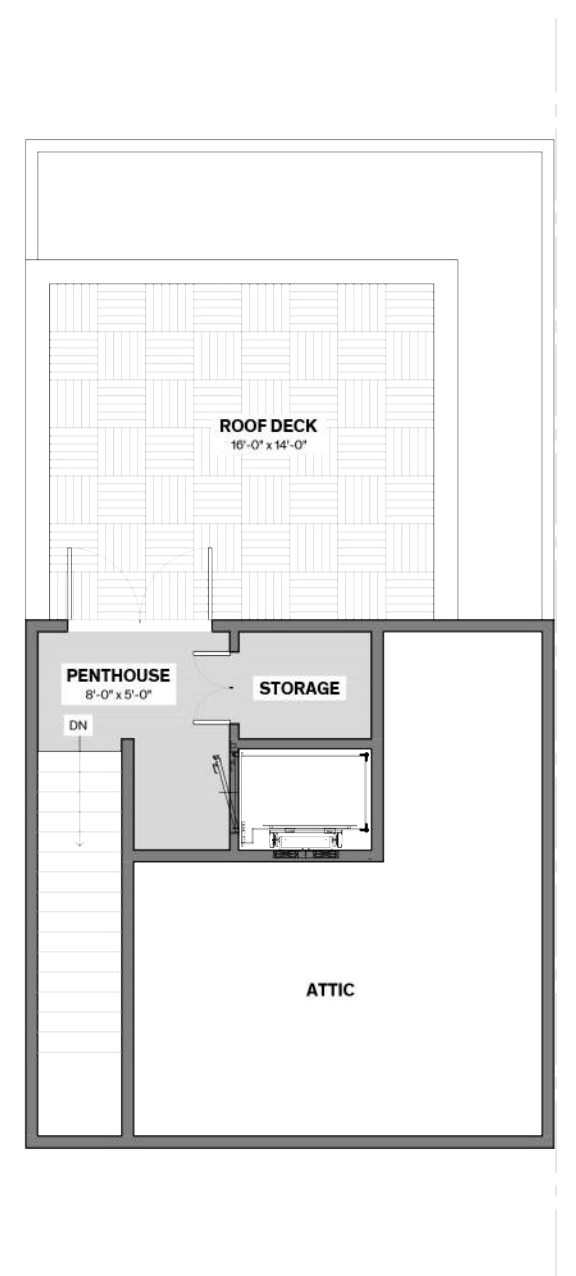 ROOF DECK
16'-0" x 14'-0"
PENTHOUSE
8'-0" x 5'-0"
STORAGE
DN
ATTIC